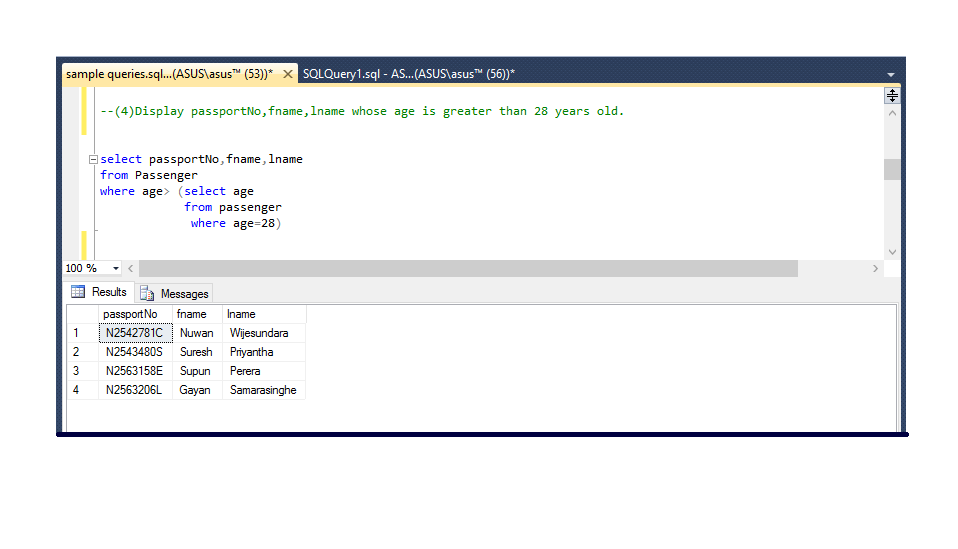 sample queries.sql...(ASUS\asus™ (53))* SQLQuery1.sql - AS...(ASUS\asus™ (56))*
--(4)Display passportNo,fname,lname whose age is greater than 28 years old.
select passportNo,fname,lname
from Passenger
where age> (select age
from passenger
where age=28)
100 %
Results Messages
passportNo fname lname
1 N2542781C Nuwan Wijesundara
2 N2543480S Suresh Priyantha
3 N2563158E Supun Perera
4 N2563206L Gayan Samarasinghe